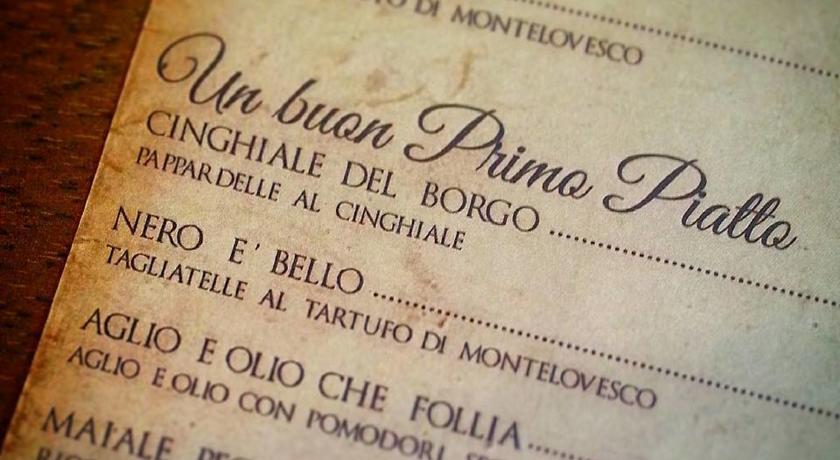 DI MONTELOVESCO
Un buon Primo Piatto
CINGHIALE DEL BORGO ..............................
PAPPARDELLE AL CINGHIALE
NERO E' BELLO ..................................................
TAGLIATELLE AL TARTUFO DI MONTELOVESCO
AGLIO E OLIO CHE FOLLIA ..............................
AGLIO E OLIO CON POMODORI
MAIALE